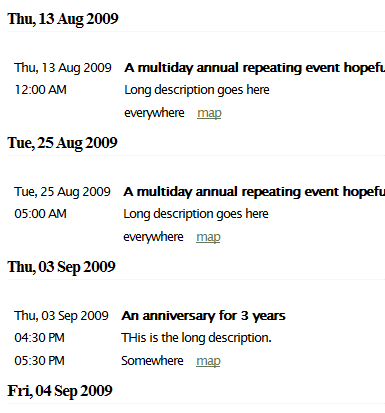 Thu, 13 Aug 2009
Thu, 13 Aug 2009 A multiday annual repeating event hopefu
12:00 AM Long description goes here
everywhere map
Tue, 25 Aug 2009
Tue, 25 Aug 2009 A multiday annual repeating event hopefu
05:00 AM Long description goes here
everywhere map
Thu, 03 Sep 2009
Thu, 03 Sep 2009 An anniversary for 3 years
04:30 PM THis is the long description.
05:30 PM Somewhere map
Fri, 04 Sep 2009